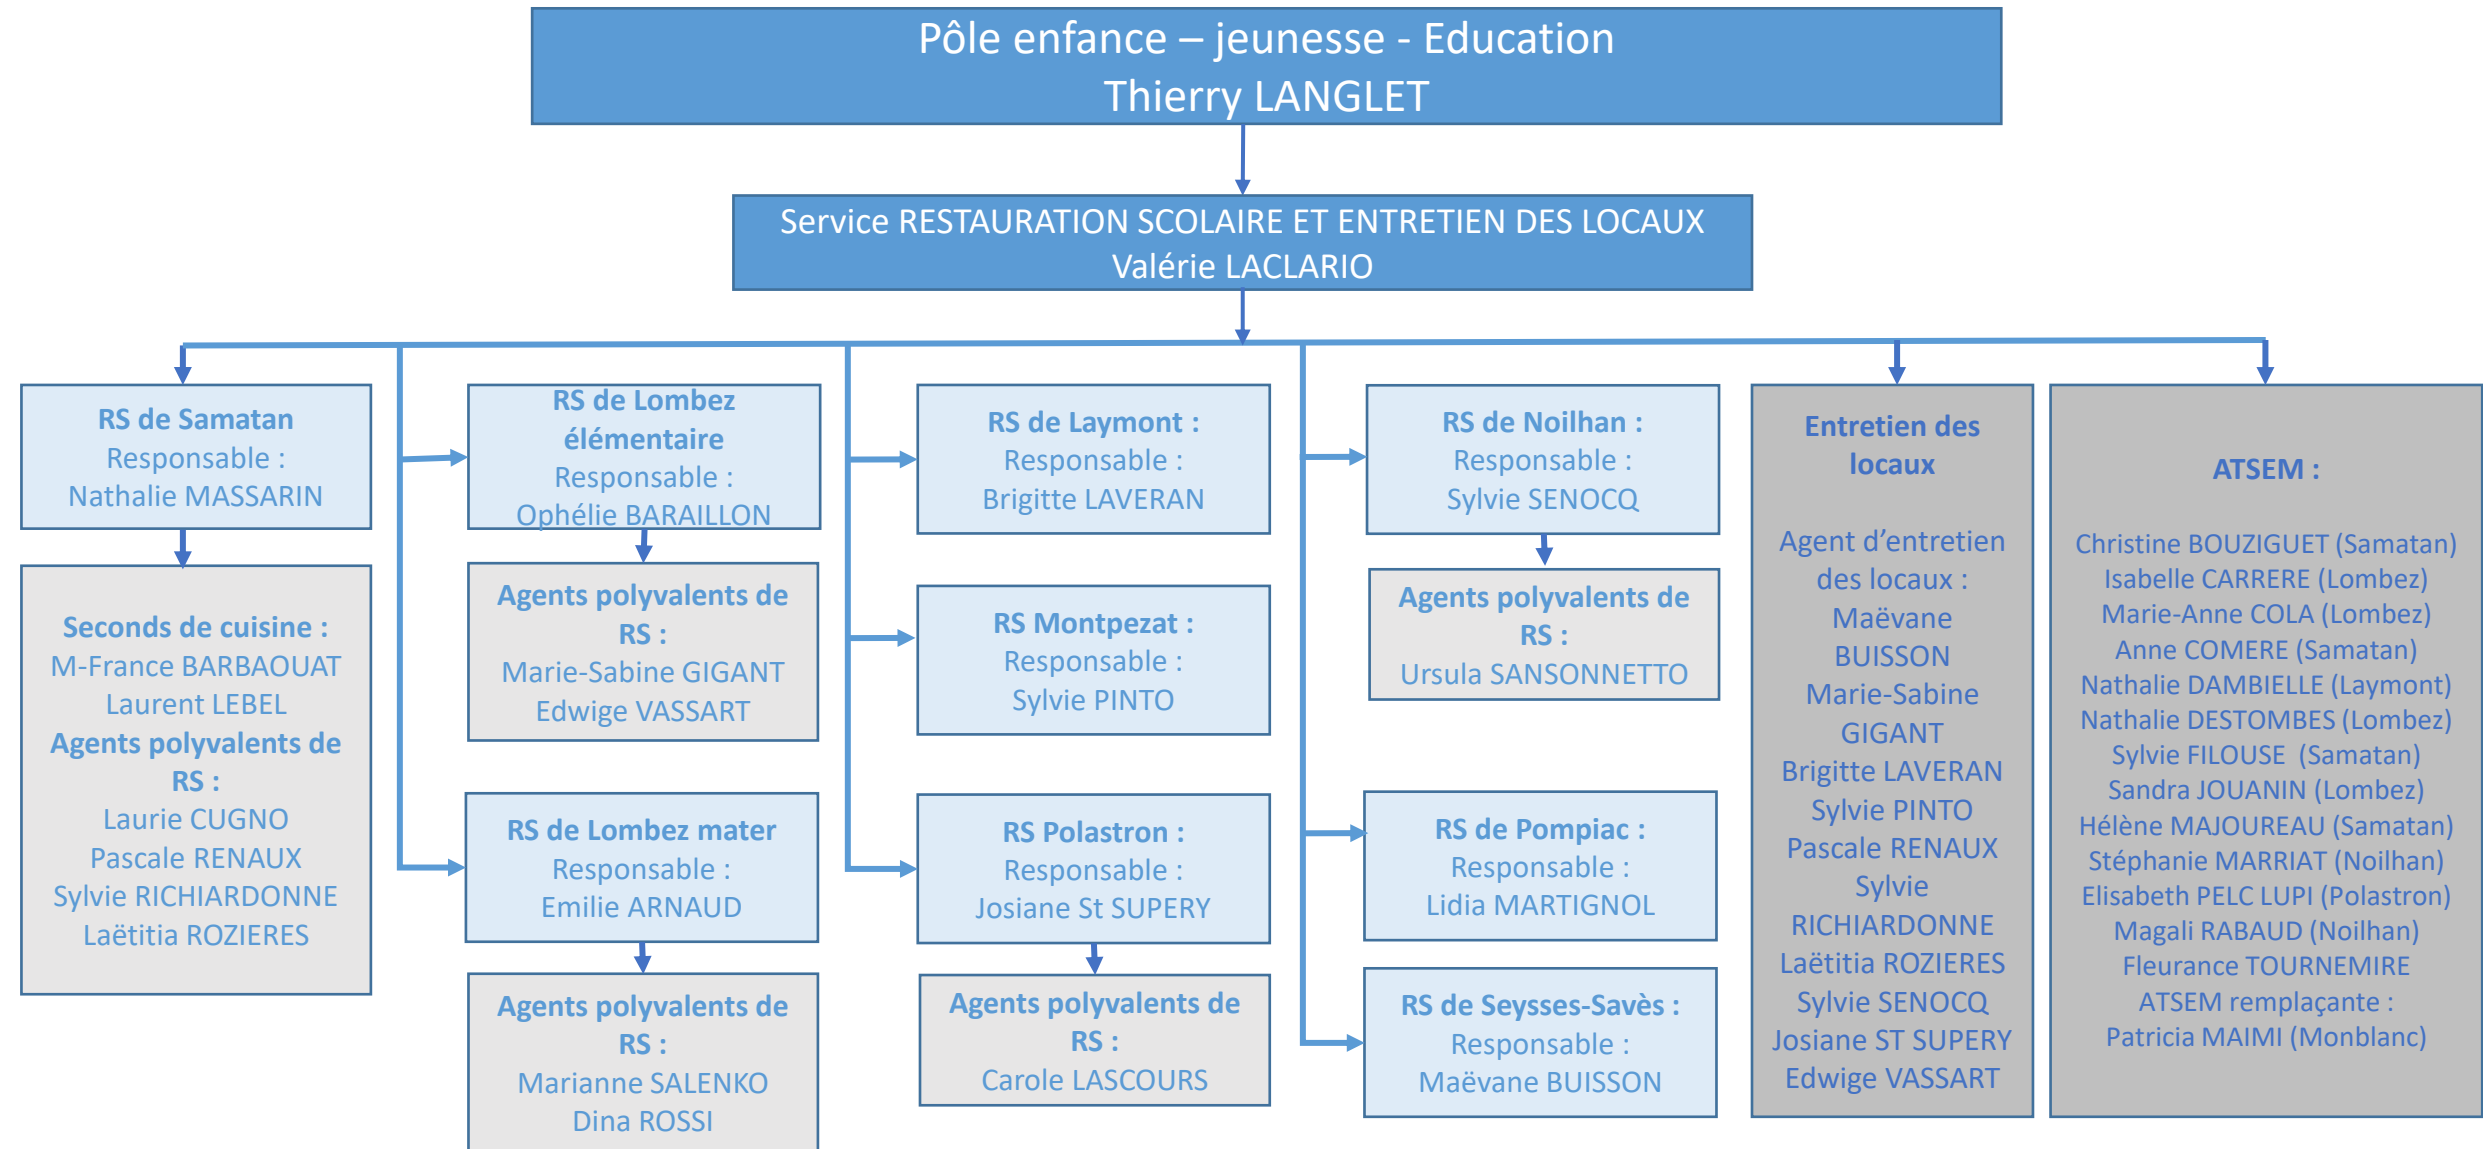 Pôle enfance – jeunesse - Education
Thierry LANGLET
Service RESTAURATION SCOLAIRE ET ENTRETIEN DES LOCAUX
Valérie LACLARIO
RS de Samatan
Responsable :
Nathalie MASSARIN
Seconds de cuisine :
M-France BARBAOUAT
Laurent LEBEL
Agents polyvalents de
RS :
Laurie CUGNO
Pascale RENAUX
Sylvie RICHIARDONNE
Laëtitia ROZIERES
RS de Lombez
élémentaire
Responsable :
Ophélie BARAILLON
Agents polyvalents de
RS :
Marie-Sabine GIGANT
Edwige VASSART
RS de Lombez mater
Responsable :
Emilie ARNAUD
Agents polyvalents de
RS :
Marianne SALENKO
Dina ROSSI
RS de Laymont :
Responsable :
Brigitte LAVERAN
RS Montpezat :
Responsable :
Sylvie PINTO
RS Polastron :
Responsable :
Josiane St SUPERY
Agents polyvalents de
RS :
Carole LASCOURS
RS de Noilhan :
Responsable :
Sylvie SENOCQ
Agents polyvalents de
RS :
Ursula SANSONNETTO
RS de Pompiac :
Responsable :
Lidia MARTIGNOL
RS de Seysses-Savès :
Responsable :
Maëvane BUISSON
Entretien des
locaux
Agent d’entretien
des locaux :
Maëvane
BUISSON
Marie-Sabine
GIGANT
Brigitte LAVERAN
Sylvie PINTO
Pascale RENAUX
Sylvie
RICHIARDONNE
Laëtitia ROZIERES
Sylvie SENOCQ
Josiane ST SUPERY
Edwige VASSART
ATSEM :
Christine BOUZIGUET (Samatan)
Isabelle CARRERE (Lombez)
Marie-Anne COLA (Lombez)
Anne COMERE (Samatan)
Nathalie DAMBIELLE (Laymont)
Nathalie DESTOMBES (Lombez)
Sylvie FILOUSE (Samatan)
Sandra JOUANIN (Lombez)
Hélène MAJOUREAU (Samatan)
Stéphanie MARRIAT (Noilhan)
Elisabeth PELC LUPI (Polastron)
Magali RABAUD (Noilhan)
Fleurance TOURNEMIRE
ATSEM remplaçante :
Patricia MAIMI (Monblanc)